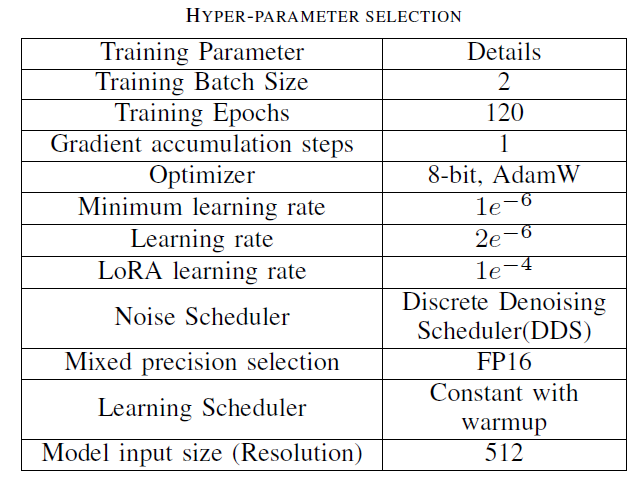 HYPER-PARAMETER SELECTION
Training Parameter Details
Training Batch Size 2
Training Epochs 120
Gradient accumulation steps 1
Optimizer 8-bit, AdamW
Minimum learning rate 1e⁻⁶
Learning rate 2e⁻⁶
LoRA learning rate 1e⁻⁴
Noise Scheduler Discrete Denoising
Scheduler(DDS)
Mixed precision selection FP16
Learning Scheduler Constant with
warmup
Model input size (Resolution) 512